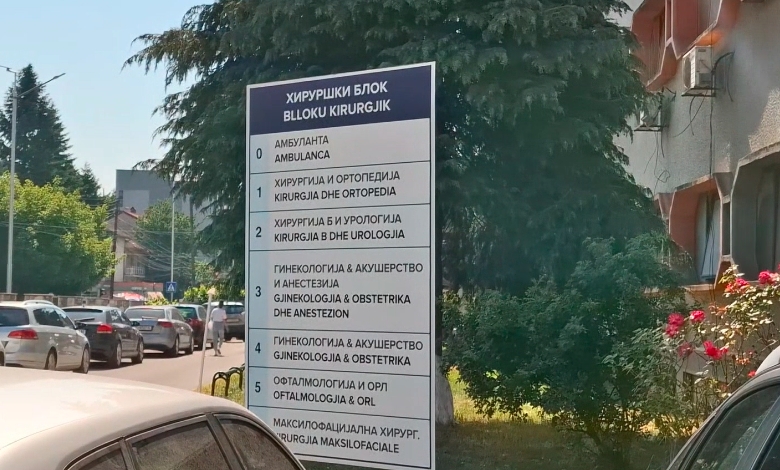 ХИРУРШКИ БЛОК
BLLOKU KIRURGJIK
0 АМБУЛАНТА
AMBULANCA
1 ХИРУРГИЈА И ОРТОПЕДИЈА
KIRURGJIA DHE ORTOPEDIA
2 ХИРУРГИЈА Б И УРОЛОГИЈА
KIRURGJIA B DHE UROLOGJIA
3 ГИНЕКОЛОГИЈА & АКУШЕРСТВО
И АНЕСТЕЗИЈА
GJINEKOLOGJIA & OBSTETRIKA
DHE ANESTEZION
4 ГИНЕКОЛОГИЈА & АКУШЕРСТВО
GJINEKOLOGJIA & OBSTETRIKA
5 ОФТАЛМОЛОГИЈА И ОРЛ
OFTALMOLOGJIA & ORL
МАКСИЛОФАЦИЈАЛНА ХИРУРГ.
KIRURGJIA MAKSILOFACIALE